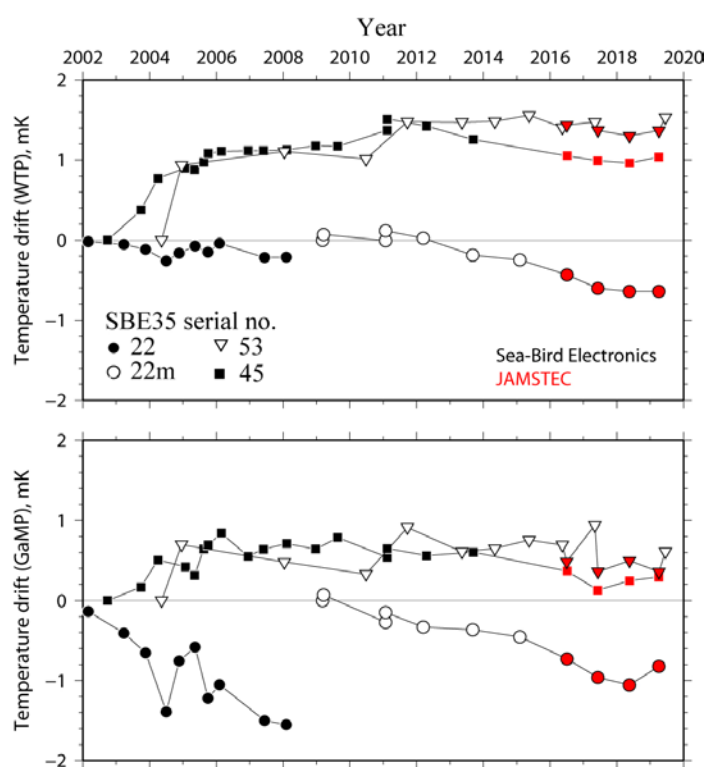 Year
2002 2004 2006 2008 2010 2012 2014 2016 2018 2020
2
1
0
−1
−2
Temperature drift (WTP), mK
SBE35 serial no.
22 53
22m 45
Sea-Bird Electronics
JAMSTEC
2
1
0
−1
−2
Temperature drift (GaMP), mK